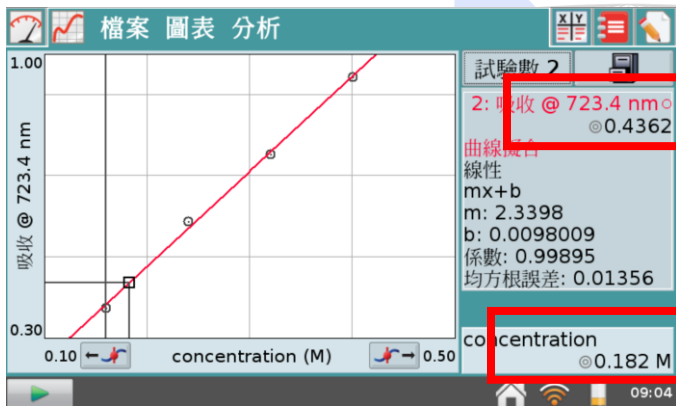 檔案 圖表 分析
X Y
1.00
吸收 @ 723.4 nm
0.30
0.10
concentration (M)
0.50
試驗數 2
2: 吸收 @ 723.4 nm
0.4362
曲線擬合
線性
mx+b
m: 2.3398
b: 0.0098009
係數: 0.99895
均方根誤差: 0.01356
concentration
0.182 M
09:04